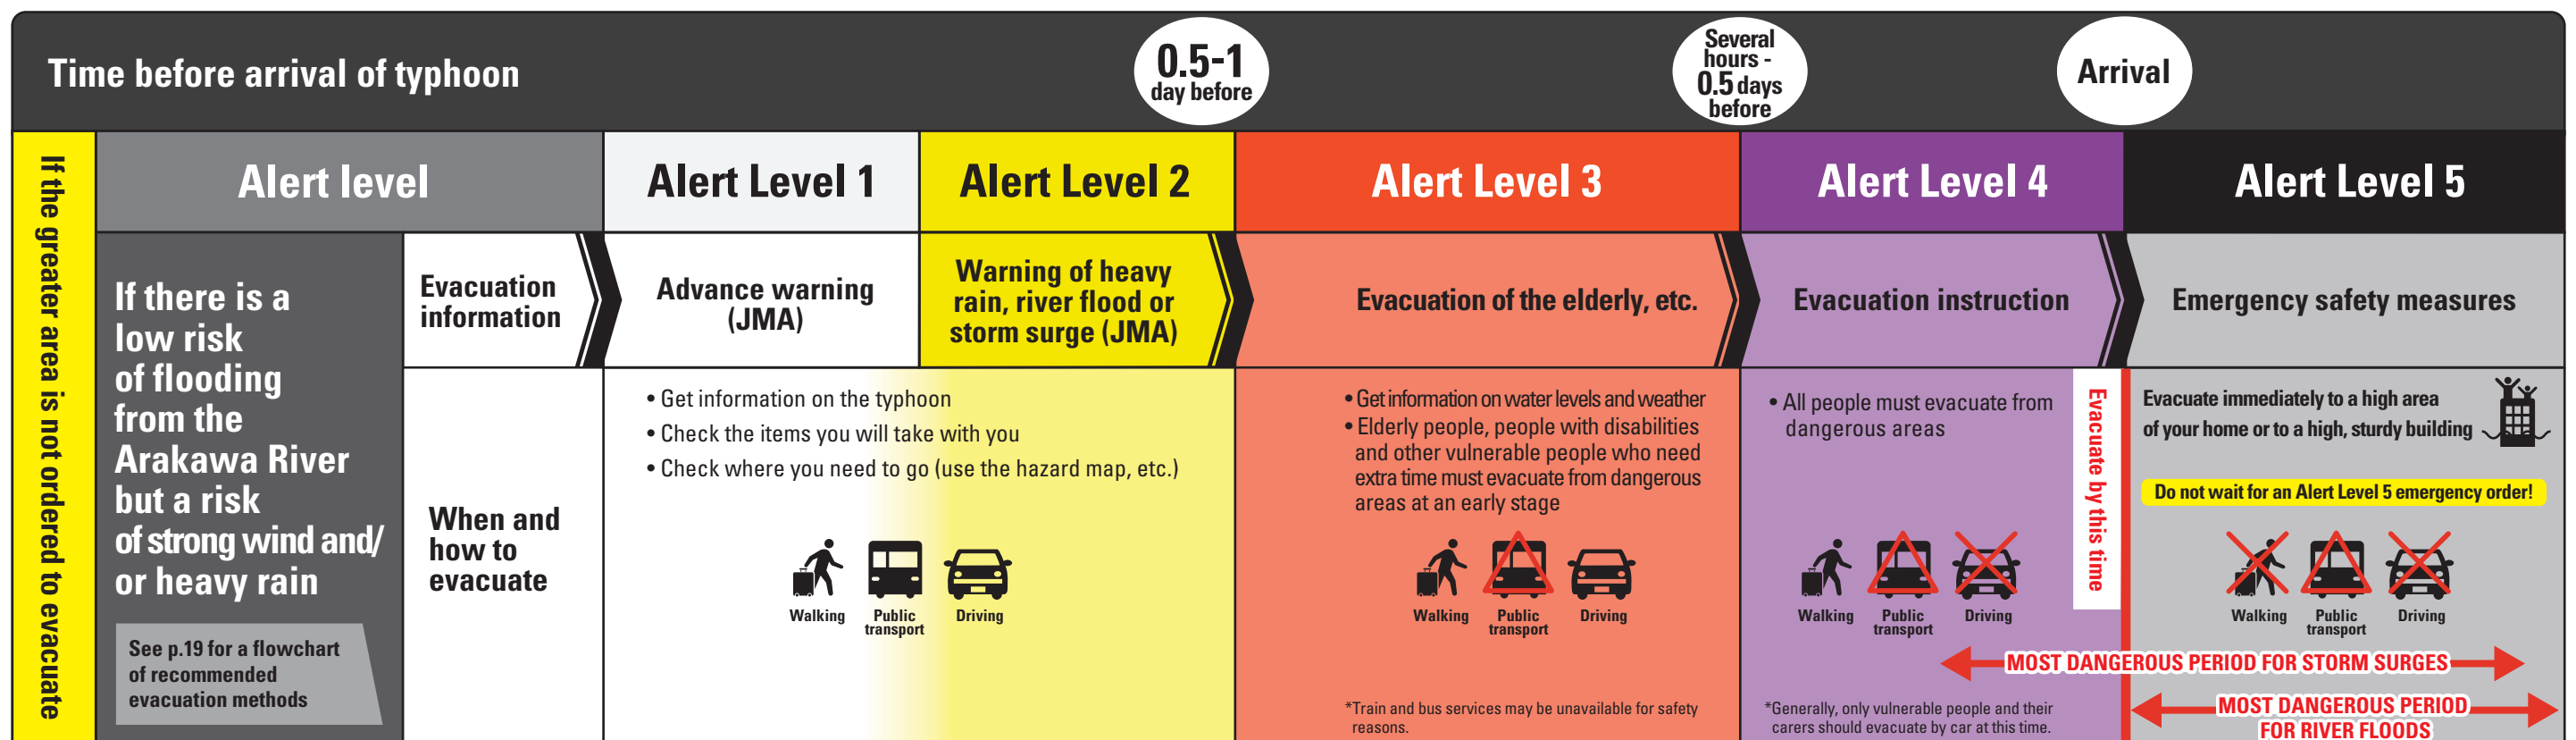 Time before arrival of typhoon
0.5-1
day before
Several
hours -
0.5 days
before
Arrival
If the greater area is not ordered to evacuate
Alert level
Alert Level 1
Alert Level 2
Alert Level 3
Alert Level 4
Alert Level 5
If there is a
low risk
of flooding
from the
Arakawa River
but a risk
of strong wind and/
or heavy rain
See p.19 for a flowchart
of recommended
evacuation methods
Evacuation
information
Advance warning
(JMA)
Warning of heavy
rain, river flood or
storm surge (JMA)
Evacuation of the elderly, etc.
Evacuation instruction
Emergency safety measures
When and
how to
evacuate
• Get information on the typhoon
• Check the items you will take with you
• Check where you need to go (use the hazard map, etc.)
Walking
Public
transport
Driving
• Get information on water levels and weather
• Elderly people, people with disabilities
and other vulnerable people who need
extra time must evacuate from dangerous
areas at an early stage
Walking
Public
transport
Driving
*Train and bus services may be unavailable for safety
reasons.
• All people must evacuate from
dangerous areas
Evacuate by this time
Walking
Public
transport
Driving
*Generally, only vulnerable people and their
carers should evacuate by car at this time.
Evacuate immediately to a high area
of your home or to a high, sturdy building
Do not wait for an Alert Level 5 emergency order!
Walking
Public
transport
Driving
MOST DANGEROUS PERIOD FOR STORM SURGES
MOST DANGEROUS PERIOD
FOR RIVER FLOODS